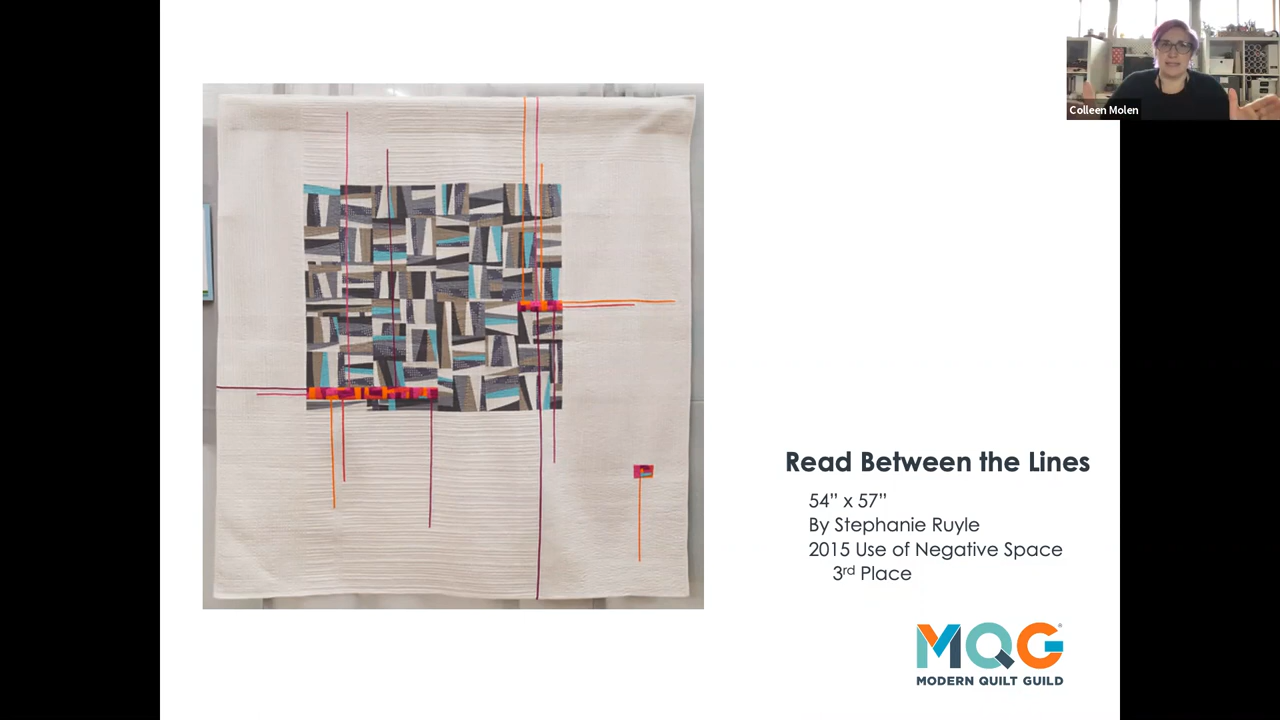 Colleen Molen
Read Between the Lines
54” x 57”
By Stephanie Ruyle
2015 Use of Negative Space
3rd Place
MQG®
MODERN QUILT GUILD